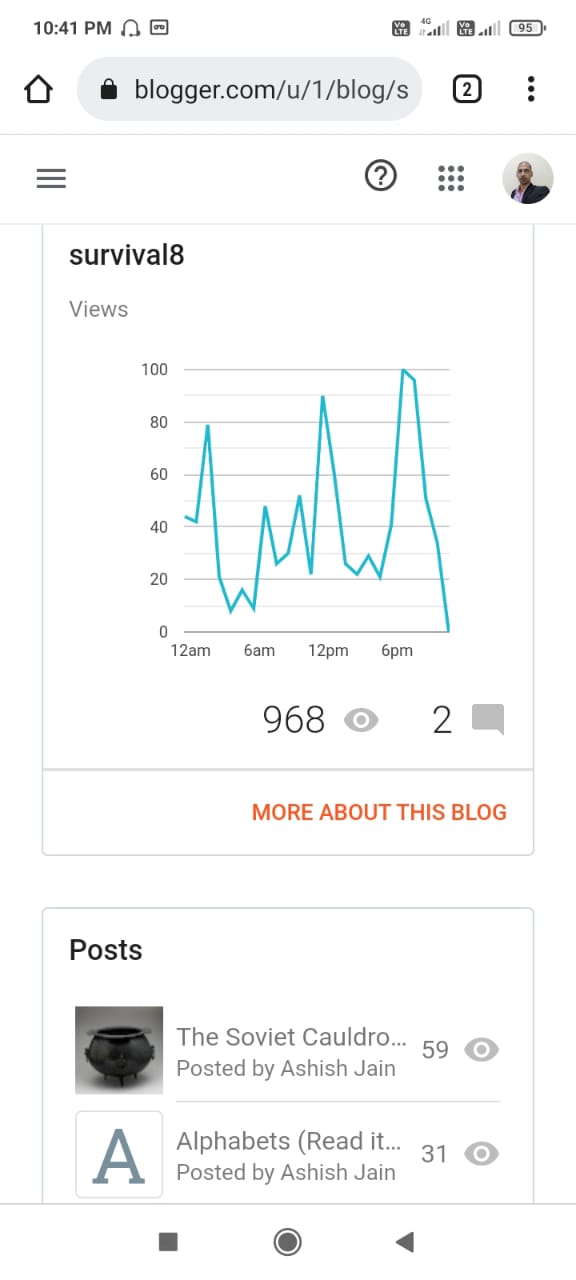 10:41 PM
Vo LTE 4G Vo LTE 95
blogger.com/u/1/blog/s
2
survival8
Views
100
80
60
40
20
0
12am 6am 12pm 6pm
968 2
MORE ABOUT THIS BLOG
Posts
The Soviet Cauldro... 59
Posted by Ashish Jain
A
Alphabets (Read it... 31
Posted by Ashish Jain